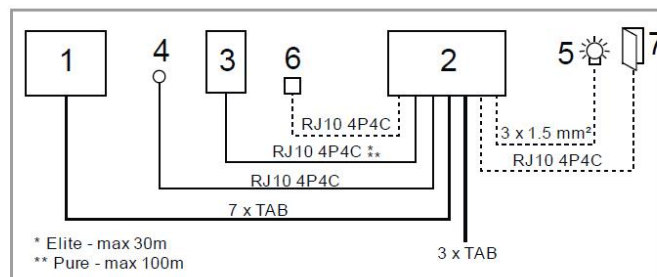 1
4
3
6
2
5
7
RJ10 4P4C
3 x 1.5 mm²
RJ10 4P4C * **
RJ10 4P4C
RJ10 4P4C
7 x TAB
3 x TAB
* Elite - max 30m
** Pure - max 100m